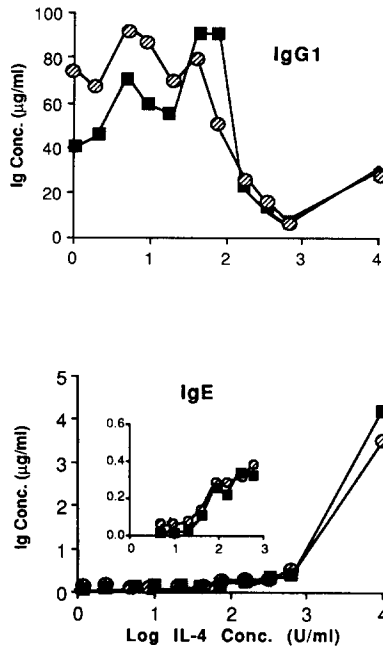 IgG1
Ig Conc. (µg/ml)
100
80
60
40
20
0
0 1 2 3 4
IgE
Ig Conc. (µg/ml)
5
4
3
2
1
0
0.6
0.4
0.2
0.0
0 1 2 3
0 1 2 3 4
Log IL-4 Conc. (U/ml)